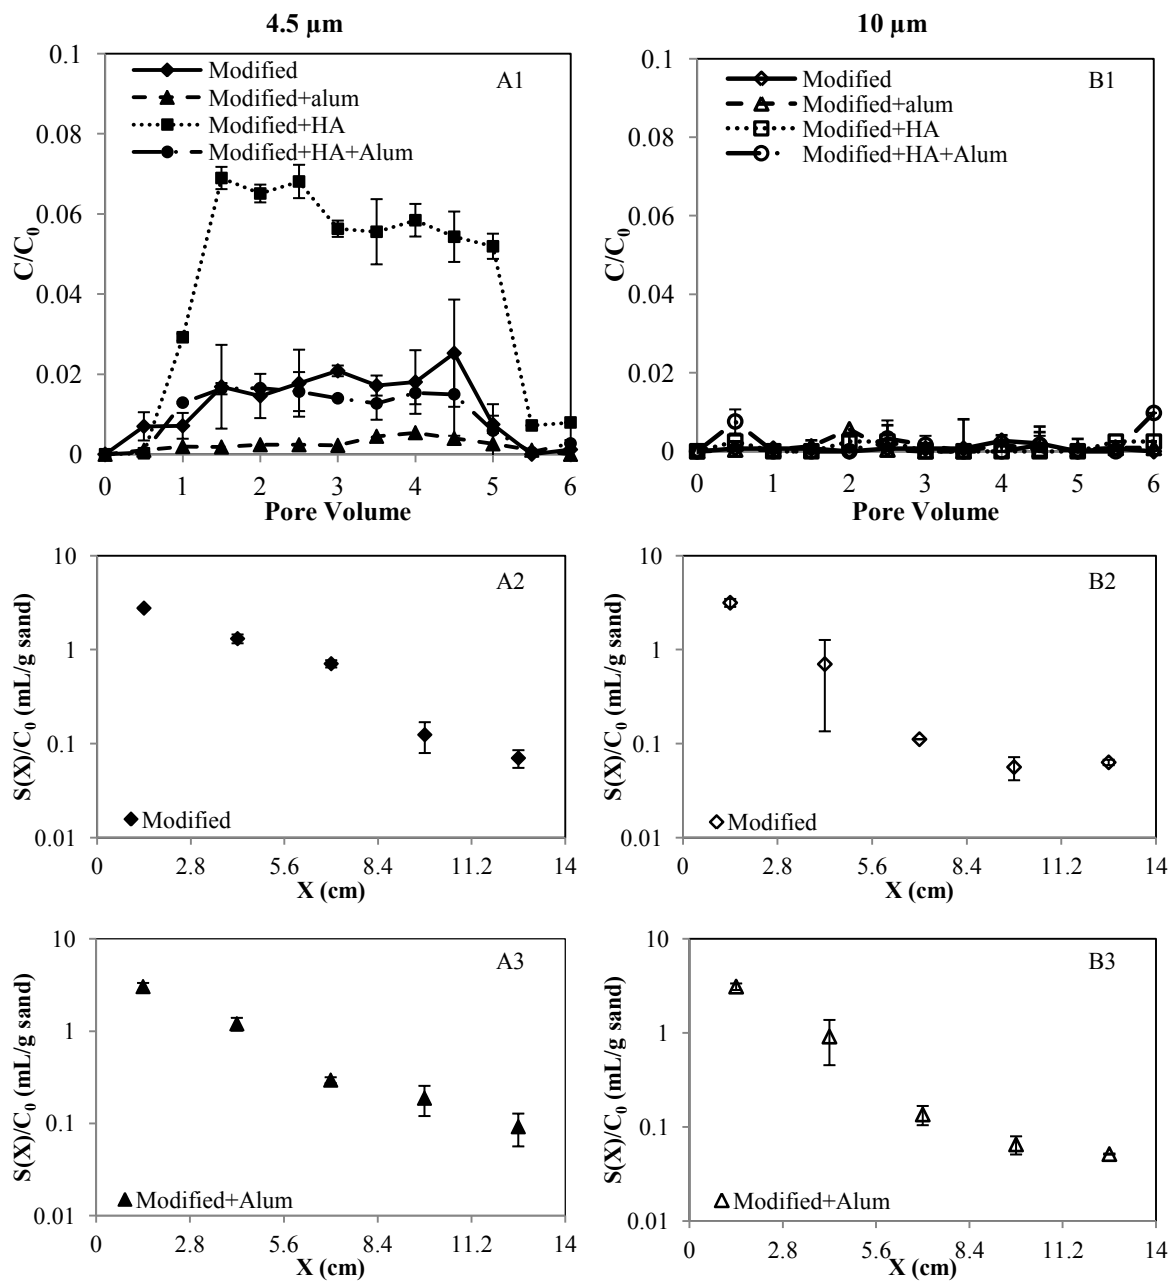 4.5 µm
10 µm
0.1
0.08
0.06
0.04
0.02
0
C/C0
Modified
Modified+alum
Modified+HA
Modified+HA+Alum
A1
0 1 2 3 4 5 6
Pore Volume
0.1
0.08
0.06
0.04
0.02
0
C/C0
Modified
Modified+alum
Modified+HA
Modified+HA+Alum
B1
0 1 2 3 4 5 6
Pore Volume
10
1
0.1
0.01
S(X)/C0 (mL/g sand)
A2
Modified
0 2.8 5.6 8.4 11.2 14
X (cm)
10
1
0.1
0.01
S(X)/C0 (mL/g sand)
B2
Modified
0 2.8 5.6 8.4 11.2 14
X (cm)
10
1
0.1
0.01
S(X)/C0 (mL/g sand)
A3
Modified+Alum
0 2.8 5.6 8.4 11.2 14
X (cm)
10
1
0.1
0.01
S(X)/C0 (mL/g sand)
B3
Modified+Alum
0 2.8 5.6 8.4 11.2 14
X (cm)